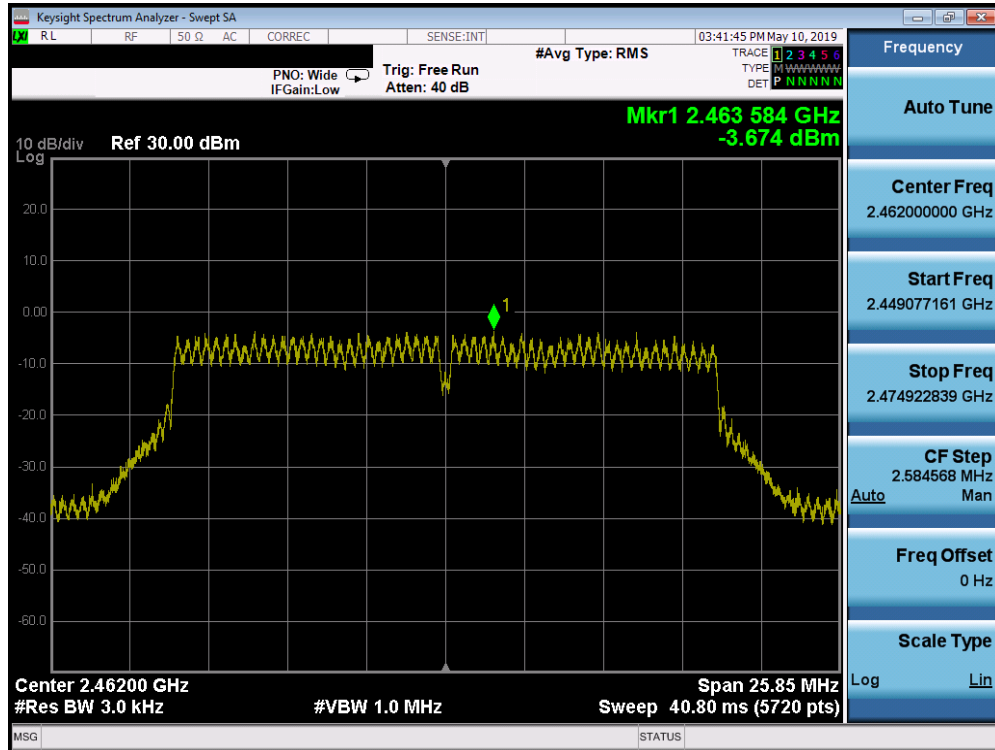 Keysight Spectrum Analyzer - Swept SA
LXI RL RF 50 Ω AC CORREC SENSE:INT 03:41:45 PM May 10, 2019
#Avg Type: RMS
TRACE 1 2 3 4 5 6
TYPE M W W W W W
DET P N N N N N
PNO: Wide Trig: Free Run
IFGain:Low Atten: 40 dB
Mkr1 2.463 584 GHz
-3.674 dBm
10 dB/div Ref 30.00 dBm
Log
20.0
10.0
0.00
-10.0
-20.0
-30.0
-40.0
-50.0
-60.0
1
Center 2.46200 GHz Span 25.85 MHz
#Res BW 3.0 kHz #VBW 1.0 MHz Sweep 40.80 ms (5720 pts)
MSG STATUS
Frequency
Auto Tune
Center Freq
2.462000000 GHz
Start Freq
2.449077161 GHz
Stop Freq
2.474922839 GHz
CF Step
2.584568 MHz
Auto Man
Freq Offset
0 Hz
Scale Type
Log Lin